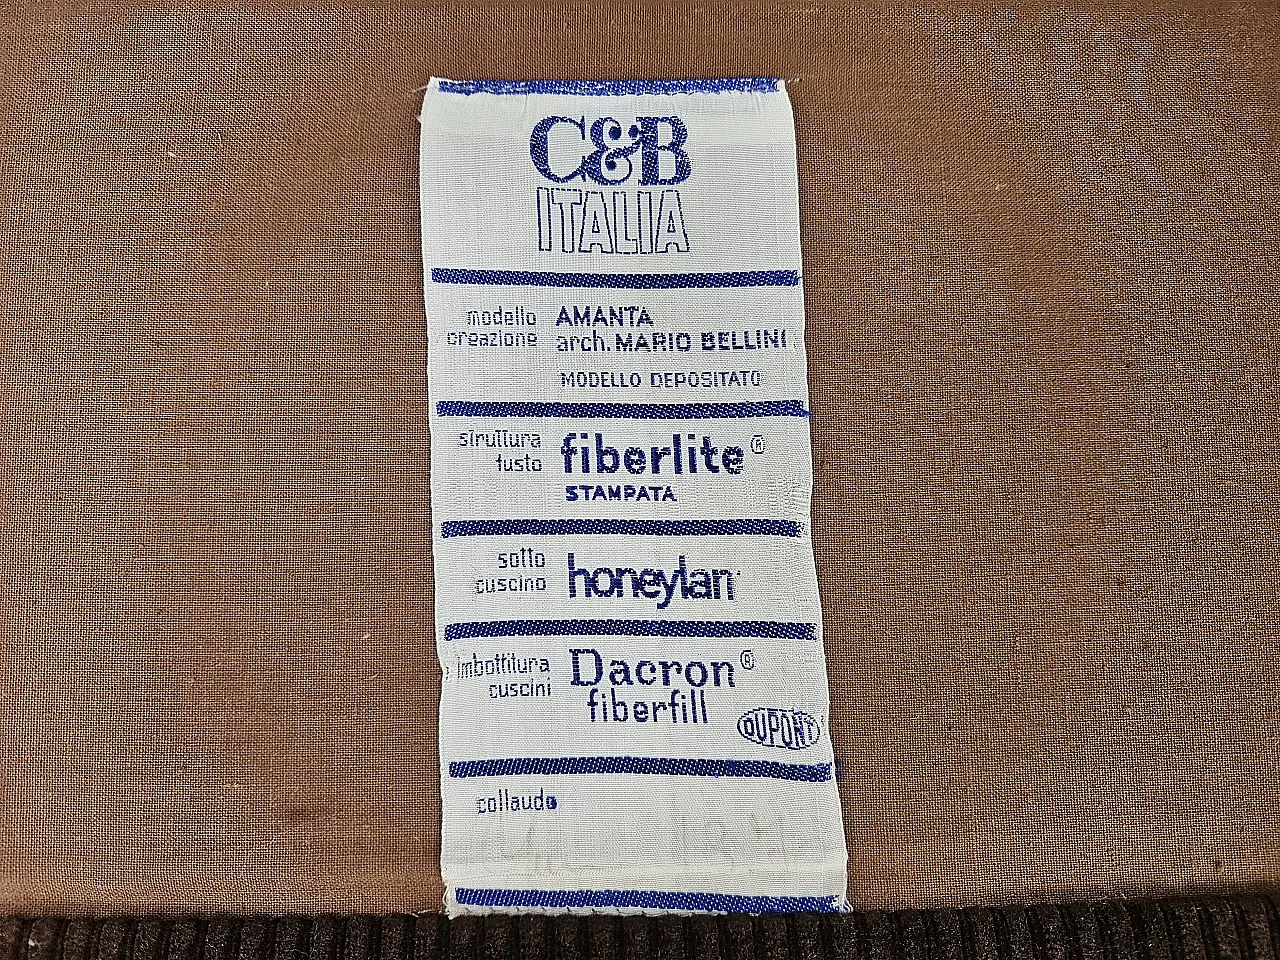 C&B
ITALIA
modello AMANTA
creazione arch. MARIO BELLINI
MODELLO DEPOSITATO
struttura fusto fiberlite®
STAMPATA
sotto cuscino honeylan
imbottitura cuscini Dacron®
fiberfill
DUPONT
collaudo